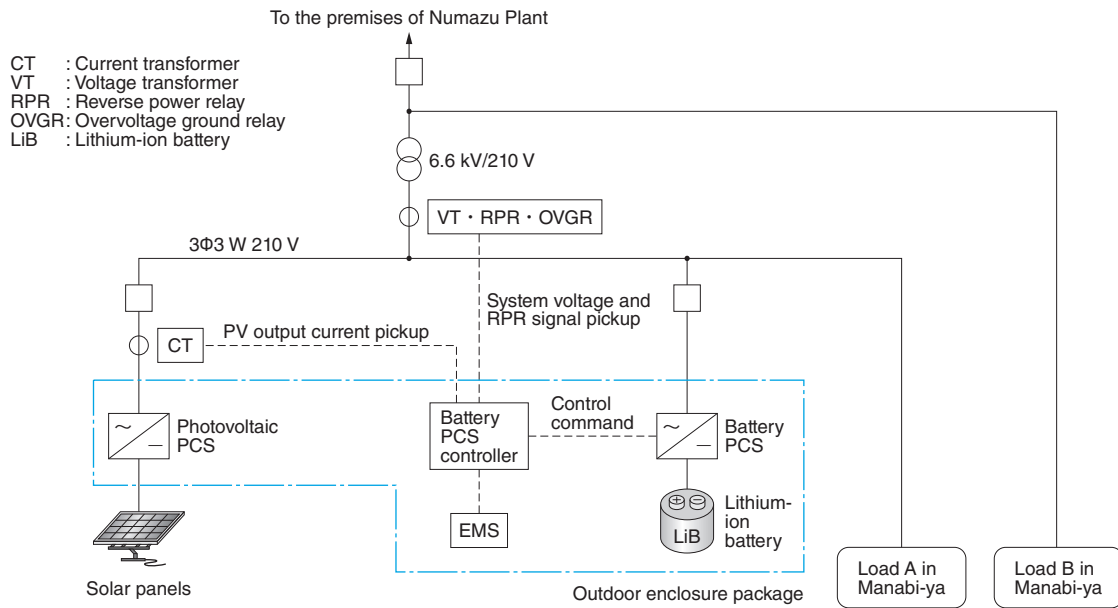 To the premises of Numazu Plant
CT : Current transformer
VT : Voltage transformer
RPR : Reverse power relay
OVGR: Overvoltage ground relay
LiB : Lithium-ion battery
6.6 kV/210 V
VT・RPR・OVGR
3Φ3 W 210 V
System voltage and
RPR signal pickup
PV output current pickup
CT
Photovoltaic
PCS
Battery
PCS
controller
Control
command
Battery
PCS
EMS
LiB
Lithium-
ion
battery
Solar panels
Outdoor enclosure package
Load A in
Manabi-ya
Load B in
Manabi-ya